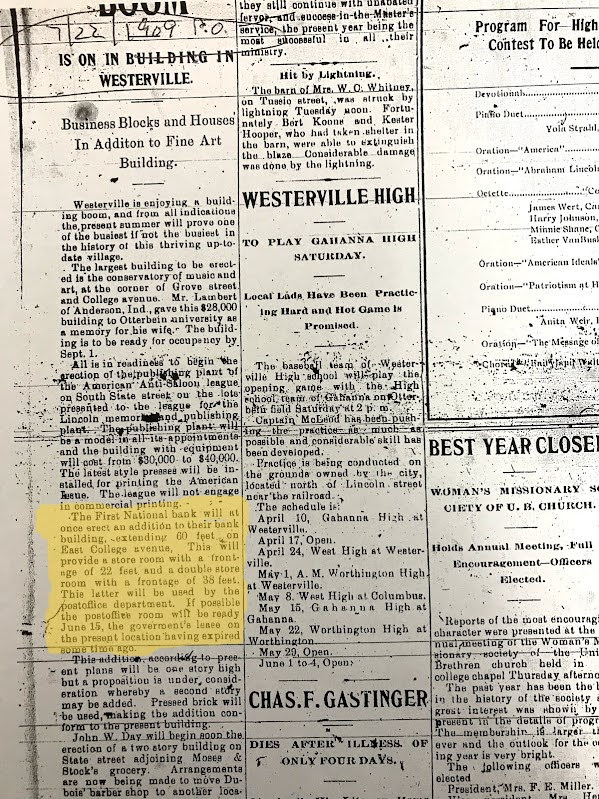 BOOM
1/22/1909 P.O.
IS ON IN BUILDING IN
WESTERVILLE.
Business Blocks and Houses
In Additon to Fine Art
Building.
Westerville is enjoying a build-
ing boom, and from all indications
the present summer will prove one
of the busiest if not the busiest in
the history of this thriving up-to-
date village.
The largest building to be erect-
ed is the conservatory of music and
art, at the corner of Grove street
and College avenue. Mr. Lambert
of Anderson, Ind., gave this $28,000
building to Otterbein university as
a memory for his wife. The build-
ing is to be ready for occupancy by
Sept. 1.
All is in readiness to begin the
erection of the publishing plant of
the American Anti-Saloon league
on South State street on the lot
presented to the league for the
Lincoln memorial and publishing
plant. The publishing plant will
be a model in all its appointments
and the building with equipment
will cost from $30,000 to $40,000.
The latest style presses will be in-
stalled for printing the American
Issue. The league will not engage
in commercial printing.
The First National bank will at
once erect an addition to their bank
building, extending 60 feet on
East College avenue. This will
provide a store room with a front-
age of 22 feet and a double store
room with a frontage of 38 feet.
This latter will be used by the
postoffice department. If possible
the postoffice room will be ready
June 15, the government's lease on
the present location having expired
some time ago.
This addition according to pres-
ent plans will be one story high
but a proposition is under consid-
eration whereby a second story
may be added. Pressed brick will
be used, making the addition con-
form to the present building.
John W. Day will begin soon the
erection of a two story building on
State street adjoining Moses &
Stock's grocery. Arrangements
are now being made to move Du-
bois' barber shop to another loca-
they still continue with unabated
fervor, and success in the Master's
service, the present year being the
most successful in all their
ministry.
Hit by Lightning.
The barn of Mrs. W. O. Whitney,
on Tussic street, was struck by
lightning Tuesday noon. Fortu-
nately Bert Koons and Kester
Hooper, who had taken shelter in
the barn, were able to extinguish
the blaze. Considerable damage
was done by the lightning.
WESTERVILLE HIGH
TO PLAY GAHANNA HIGH
SATURDAY.
Local Lads Have Been Practic-
ing Hard and Hot Game is
Promised.
The baseball team of Wester-
ville High school will play the
opening game with the High
school team of Gahanna on Otter-
bein field Saturday at 2 p. m.
Captain McLeod has been push-
ing the practice as much as
possible and considerable skill has
been developed.
Practice is being conducted on
the grounds owned by the city,
located north of Lincoln street
near the railroad.
The schedule is:
April 10, Gahanna High at
Westerville.
April 17, Open.
April 24, West High at Wester-
ville.
May 1, A. M. Worthington High
at Westerville.
May 8, West High at Columbus.
May 15, Gahanna High at
Gahanna.
May 22, Worthington High at
Worthington.
May 29, Open.
June 1 to 4, Open.
CHAS. F. GASTINGER
DIES AFTER ILLNESS OF
ONLY FOUR DAYS.
Program For High
Contest To Be Held
Devotional
Piano Duet
Vola Strahl,
Oration—"America"
Oration—"Abraham Lincoln
Octette "Co
James Wert, Ca
Harry Johnson,
Minnie Shane, C
Esther VanBusk
Oration—"American Ideals"
Oration—"Patriotism at H
Piano Duet
Anita Weir,
Oration—"The Message of
Chorus
BEST YEAR CLOSE
WOMAN'S MISSIONARY SO
CIETY OF U. B. CHURCH.
Holds Annual Meeting, Full
Encouragement—Officers
Elected.
Reports of the most encourag
character were presented at the
nual meeting of the Woman's M
sionary society of the Uni
Brethren church held in
college chapel Thursday afterno
The past year has been the b
in the history of the society a
great interest was shown by
present in the details of progr
The membership is larger th
ever and the outlook for the co
ing year is very bright.
The following officers w
elected
President, Mrs. F. E. Miller.